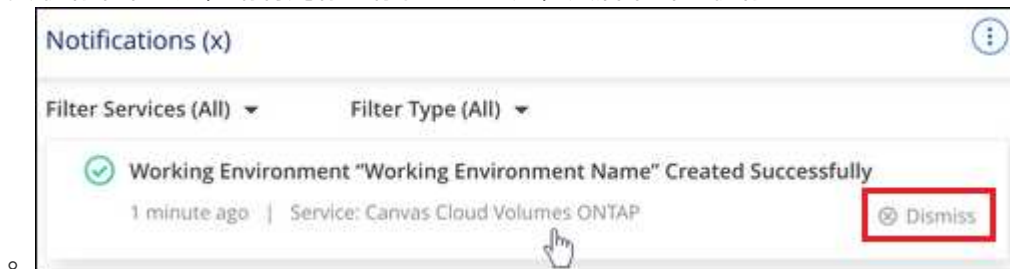 Notifications (x)
Filter Services (All)
Filter Type (All)
Working Environment “Working Environment Name” Created Successfully
1 minute ago | Service: Canvas Cloud Volumes ONTAP
Dismiss